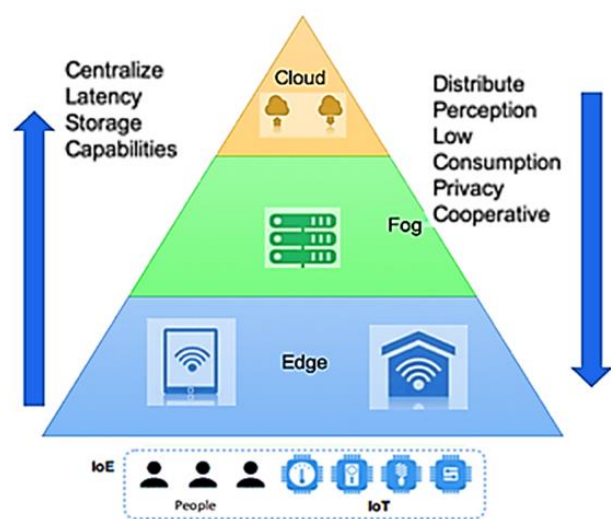 Cloud
Centralize
Latency
Storage
Capabilities
Distribute
Perception
Low
Consumption
Privacy
Cooperative
Fog
Edge
IoE
People
IoT